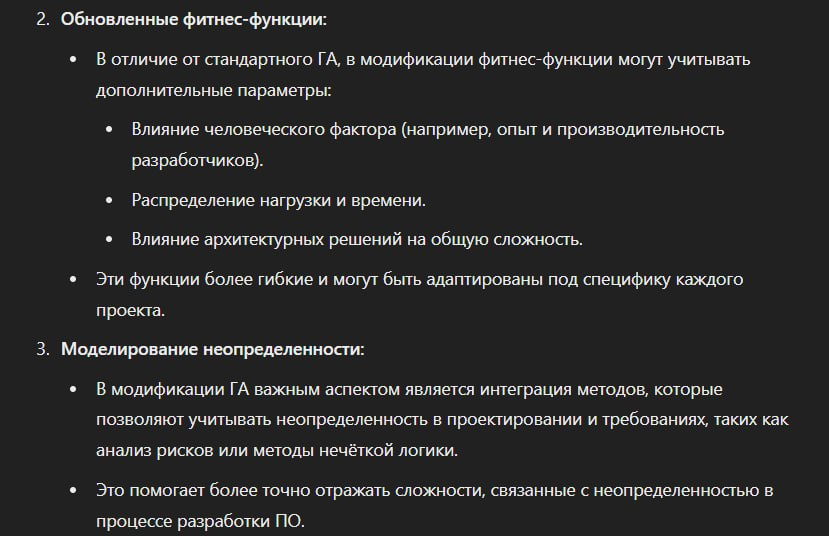 2. Обновленные фитнес-функции:
• В отличие от стандартного ГА, в модификации фитнес-функции могут учитывать
дополнительные параметры:
• Влияние человеческого фактора (например, опыт и производительность
разработчиков).
• Распределение нагрузки и времени.
• Влияние архитектурных решений на общую сложность.
• Эти функции более гибкие и могут быть адаптированы под специфику каждого
проекта.
3. Моделирование неопределенности:
• В модификации ГА важным аспектом является интеграция методов, которые
позволяют учитывать неопределенность в проектировании и требованиях, таких как
анализ рисков или методы нечёткой логики.
• Это помогает более точно отражать сложности, связанные с неопределенностью в
процессе разработки ПО.